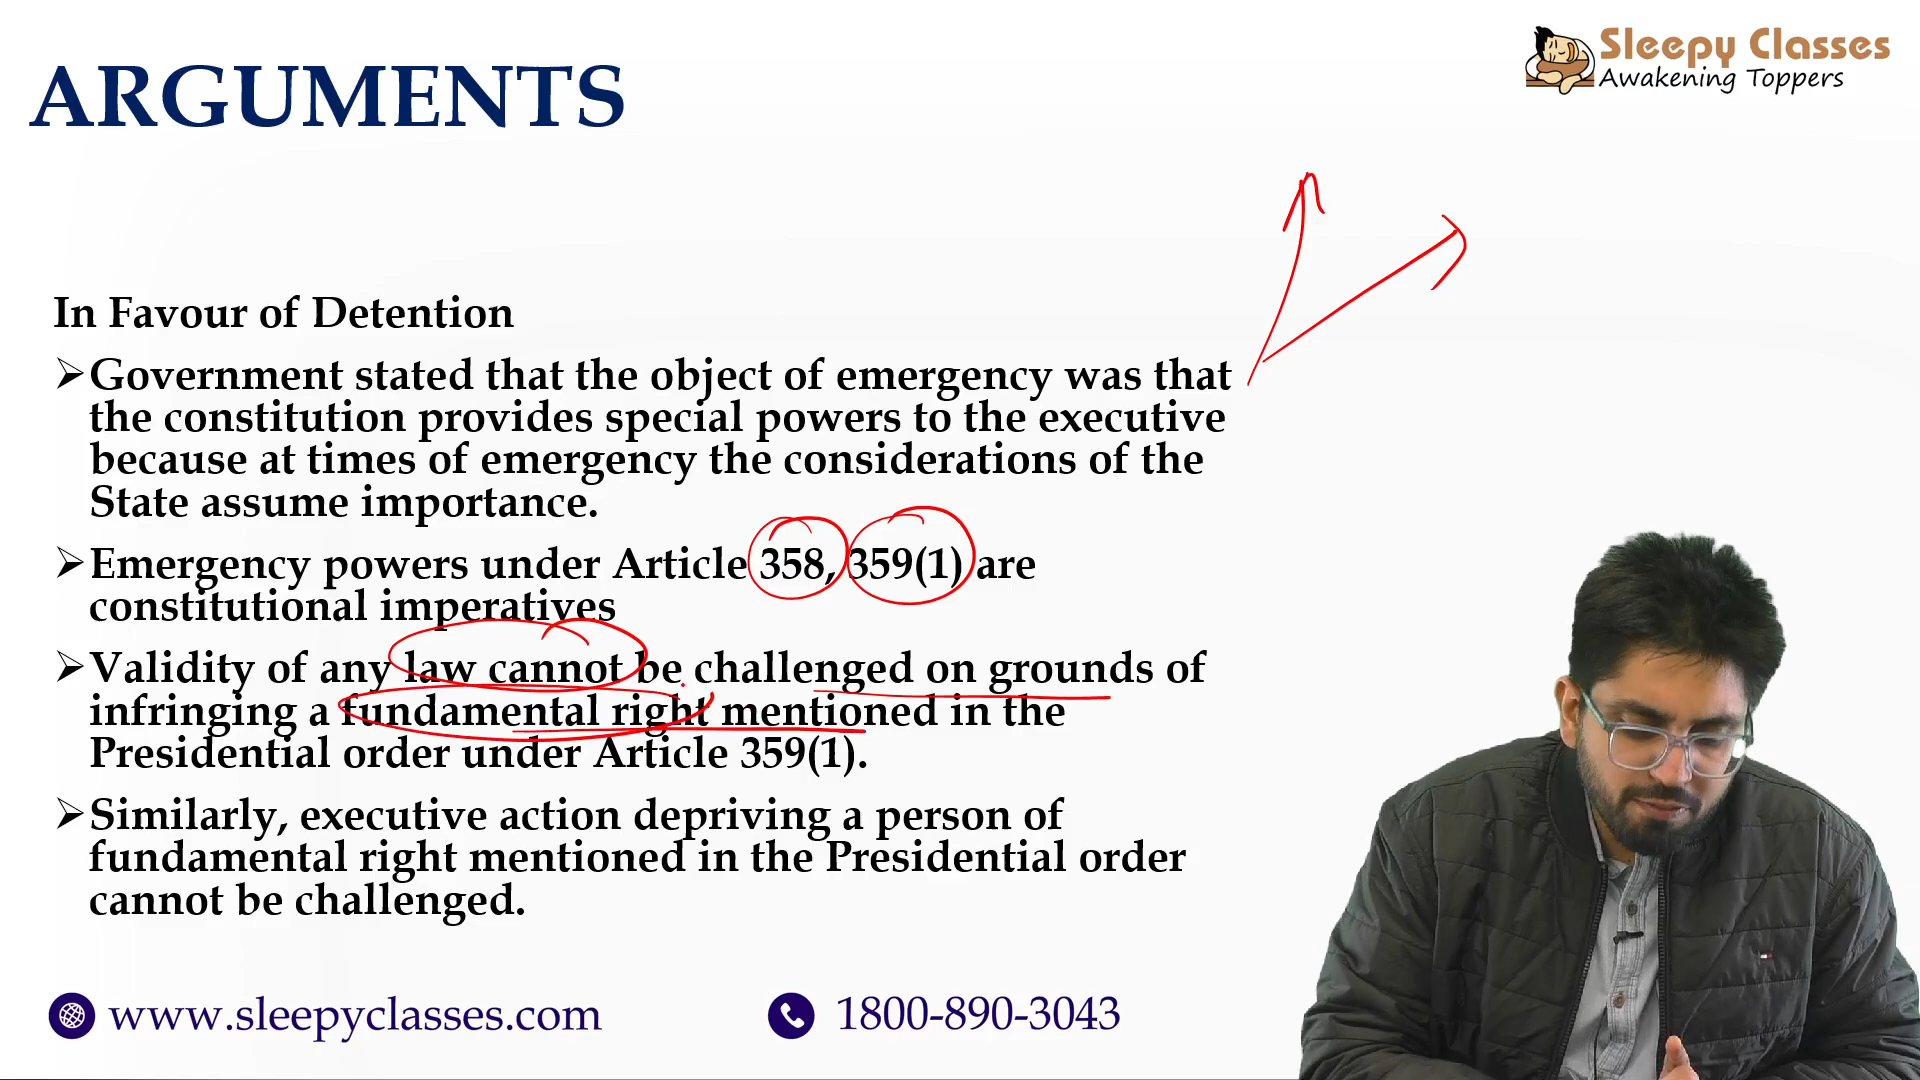 Sleepy Classes
Awakening Toppers
ARGUMENTS
In Favour of Detention
➤Government stated that the object of emergency was that
the constitution provides special powers to the executive
because at times of emergency the considerations of the
State assume importance.
➤Emergency powers under Article 358, 359(1) are
constitutional imperatives
➤Validity of any law cannot be challenged on grounds of
infringing a fundamental right mentioned in the
Presidential order under Article 359(1).
➤Similarly, executive action depriving a person of
fundamental right mentioned in the Presidential order
cannot be challenged.
www.sleepyclasses.com
1800-890-3043